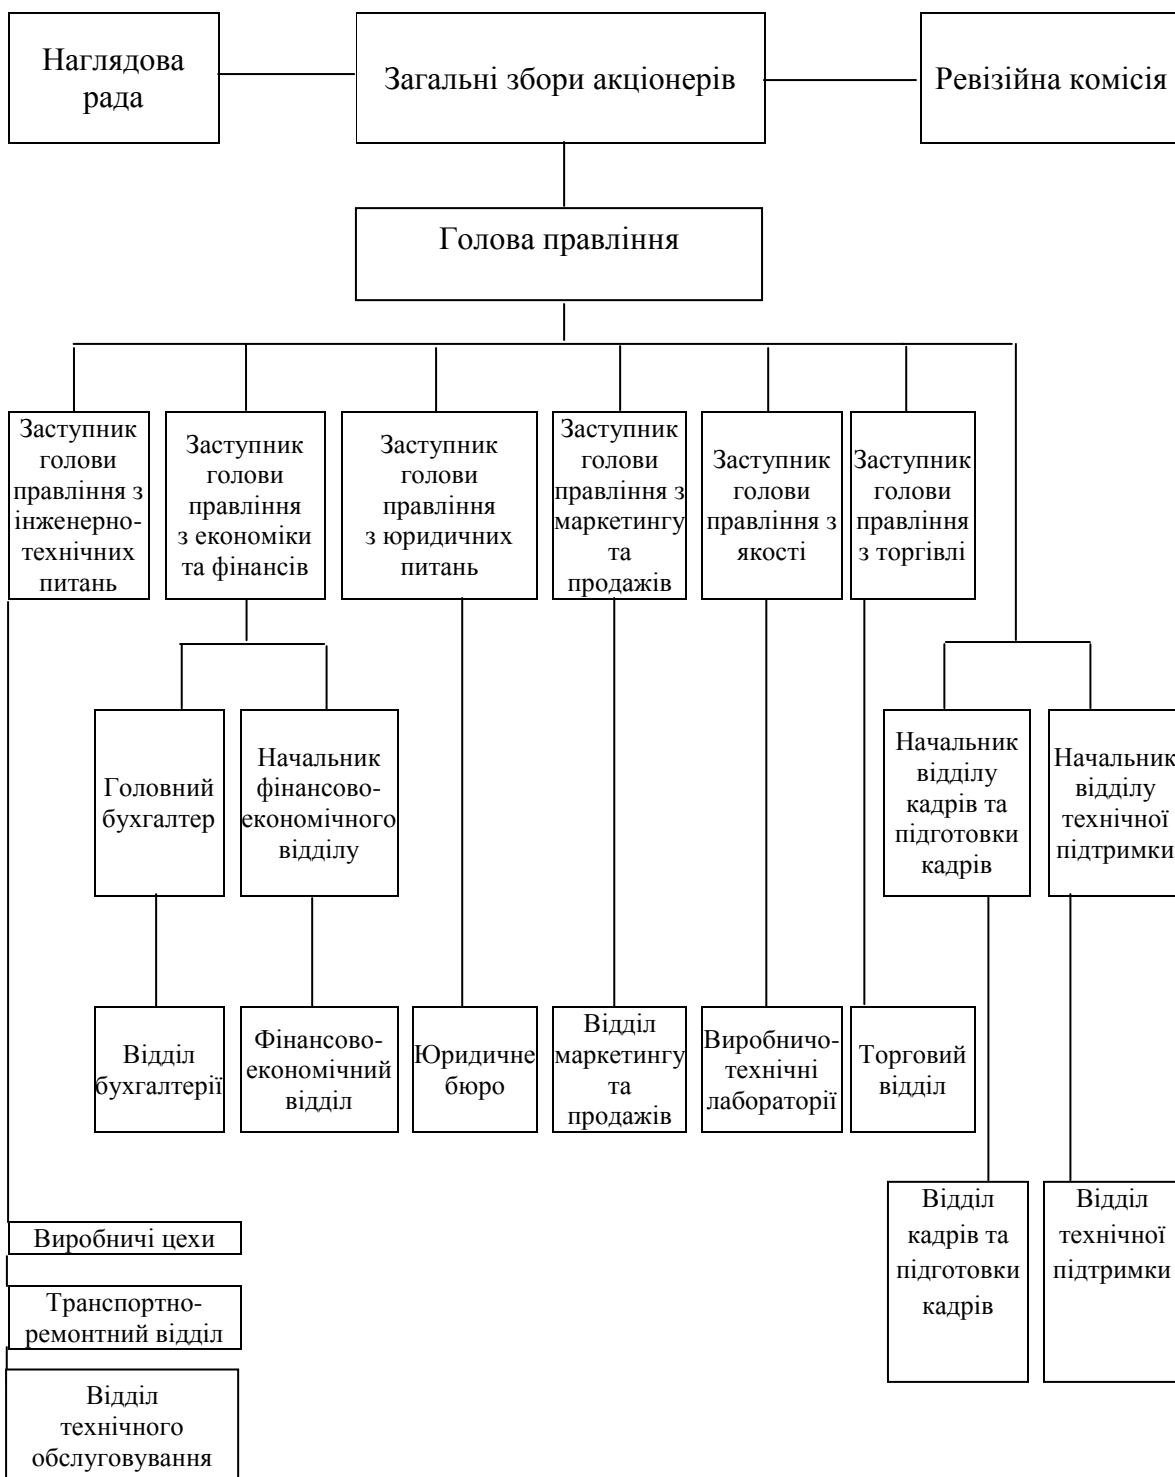 Наглядова
рада
Загальні збори акціонерів
Ревізійна комісія
Голова правління
Заступник
голови
правління з
інженерно-
технічних
питань
Заступник
голови
правління
з економіки
та фінансів
Заступник
голови
правління
з юридичних
питань
Заступник
голови
правління з
маркетингу
та
продажів
Заступник
голови
правління з
якості
Заступник
голови
правління
з торгівлі
Головний
бухгалтер
Начальник
фінансово-
економічного
відділу
Начальник
відділу
кадрів та
підготовки
кадрів
Начальник
відділу
технічної
підтримки
Відділ
бухгалтерії
Фінансово-
економічний
відділ
Юридичне
бюро
Відділ
маркетингу
та
продажів
Виробничо-
технічні
лабораторії
Торговий
відділ
Відділ
кадрів та
підготовки
кадрів
Відділ
технічної
підтримки
Виробничі цехи
Транспортно-
ремонтний відділ
Відділ
технічного
обслуговування